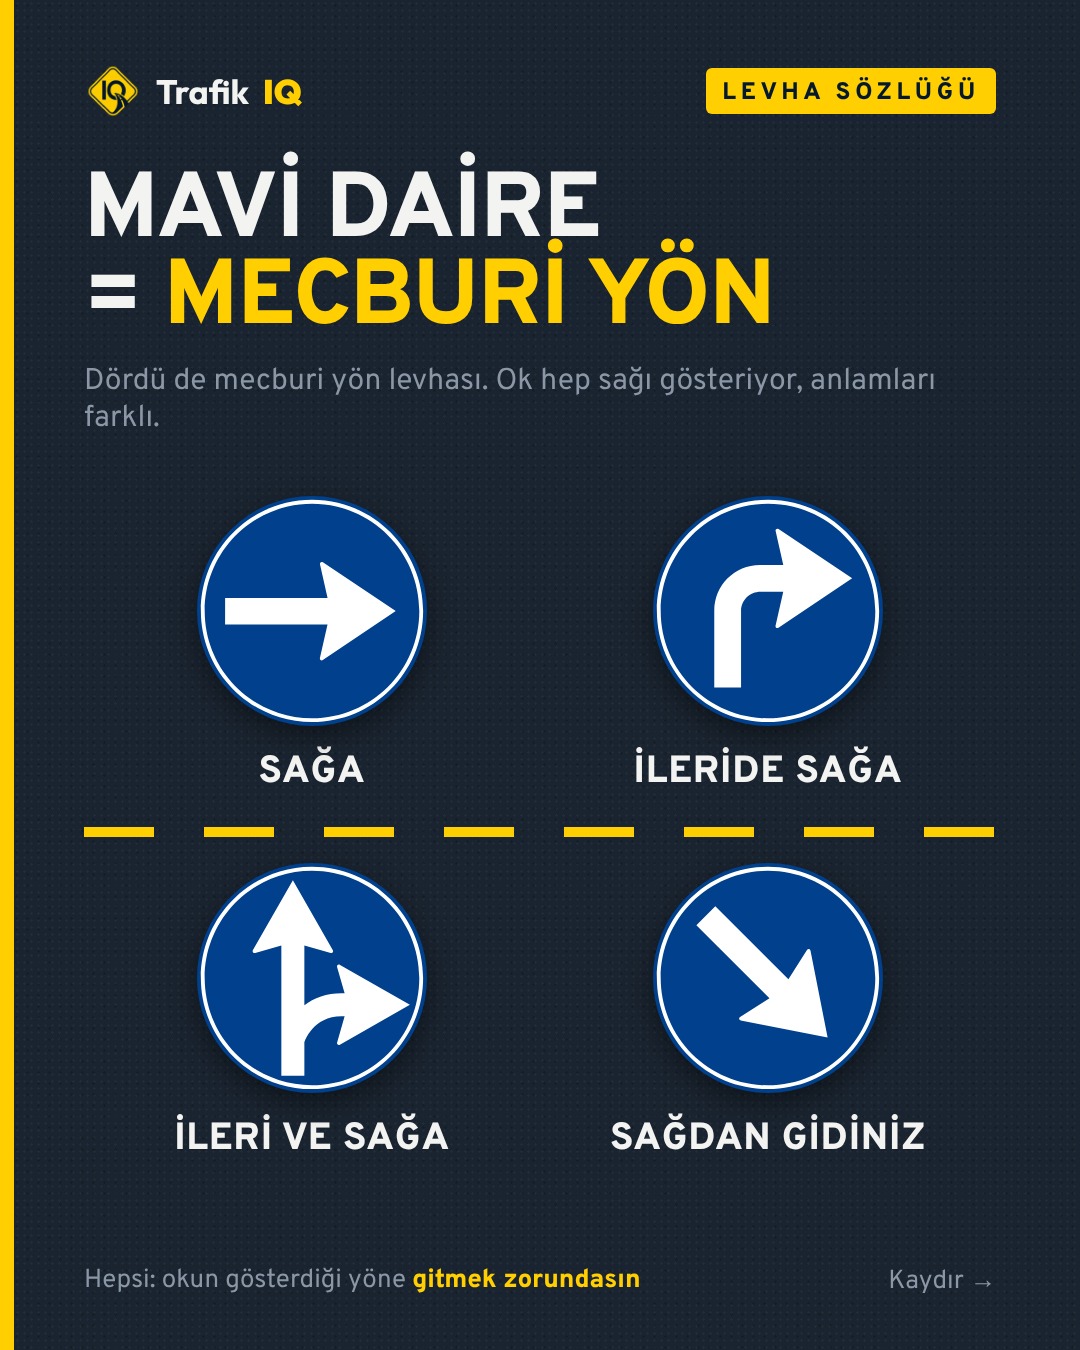 IQ Trafik IQ
LEVHA SÖZLÜĞÜ
MAVİ DAİRE
= MECBURİ YÖN
Dördü de mecburi yön levhası. Ok hep sağı gösteriyor, anlamları
farklı.
SAĞA
İLERİDE SAĞA
İLERİ VE SAĞA
SAĞDAN GİDİNİZ
Hepsi: okun gösterdiği yöne gitmek zorundasın
Kaydır →